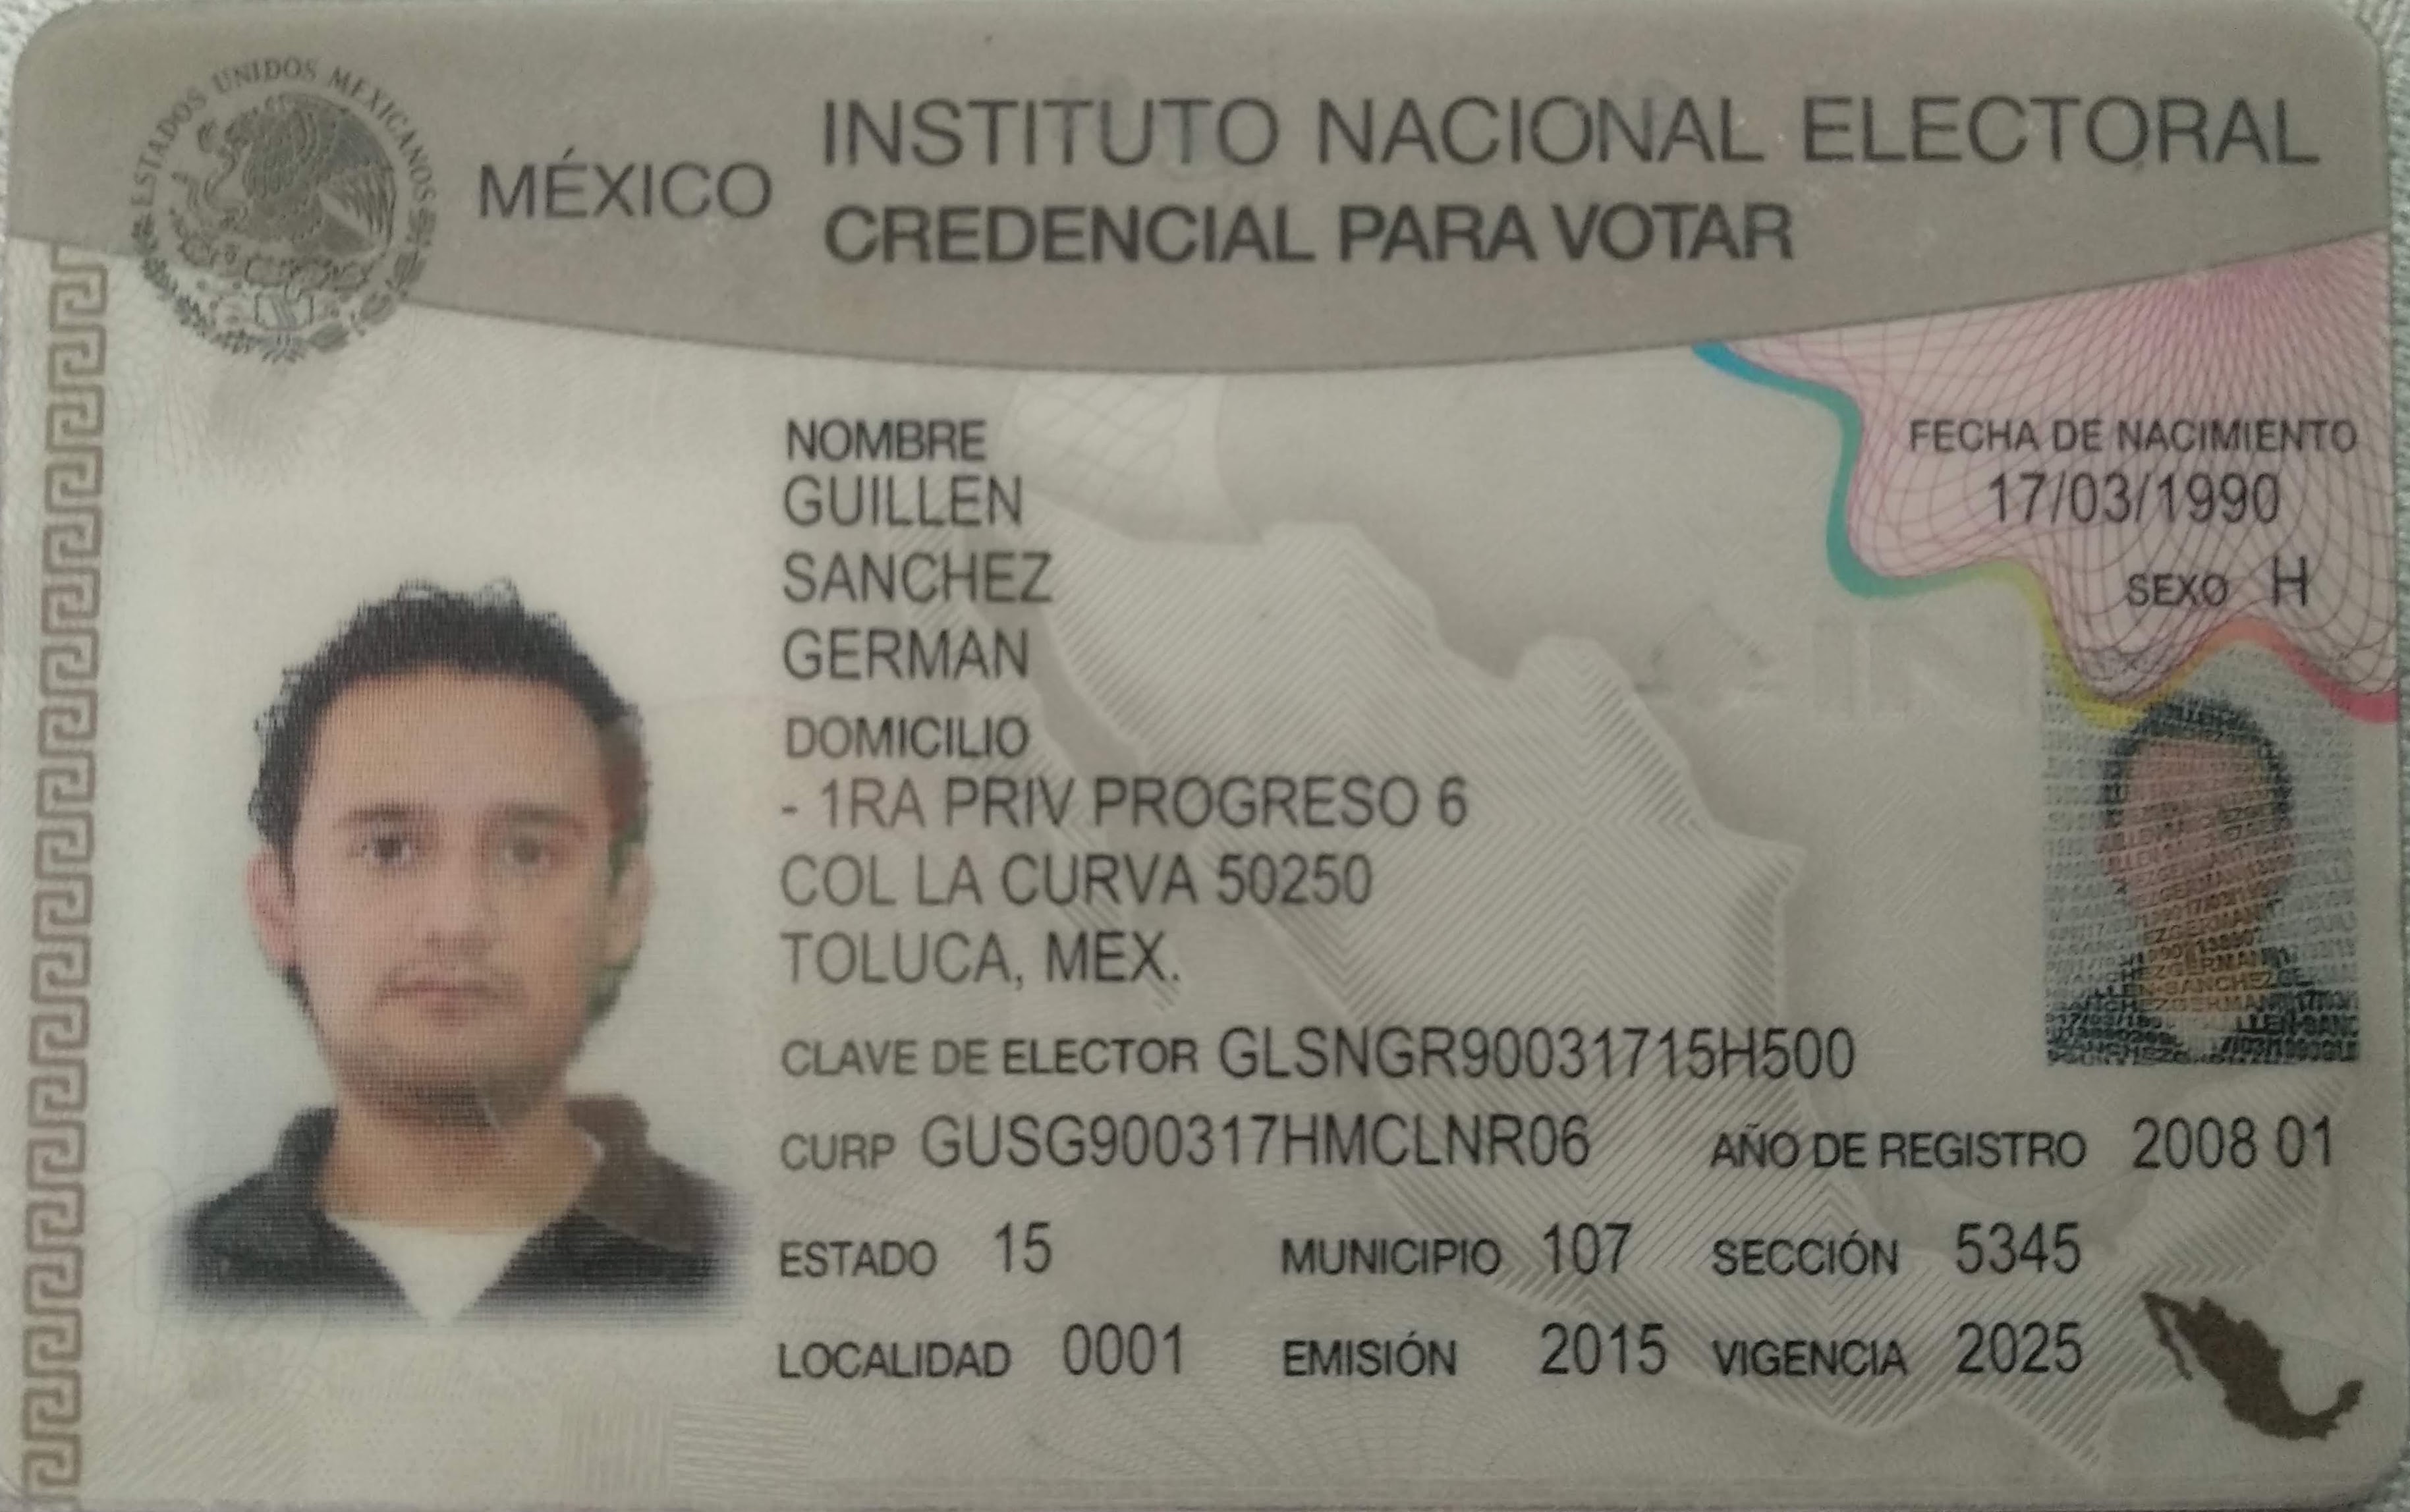 ESTADOS UNIDOS MEXICANOS
MÉXICO
INSTITUTO NACIONAL ELECTORAL
CREDENCIAL PARA VOTAR
NOMBRE
GUILLEN
SANCHEZ
GERMAN
FECHA DE NACIMIENTO
17/03/1990
SEXO H
DOMICILIO
- 1RA PRIV PROGRESO 6
COL LA CURVA 50250
TOLUCA, MEX.
CLAVE DE ELECTOR GLSNGR90031715H500
CURP GUSG900317HMCLNR06 AÑO DE REGISTRO 2008 01
ESTADO 15 MUNICIPIO 107 SECCIÓN 5345
LOCALIDAD 0001 EMISIÓN 2015 VIGENCIA 2025